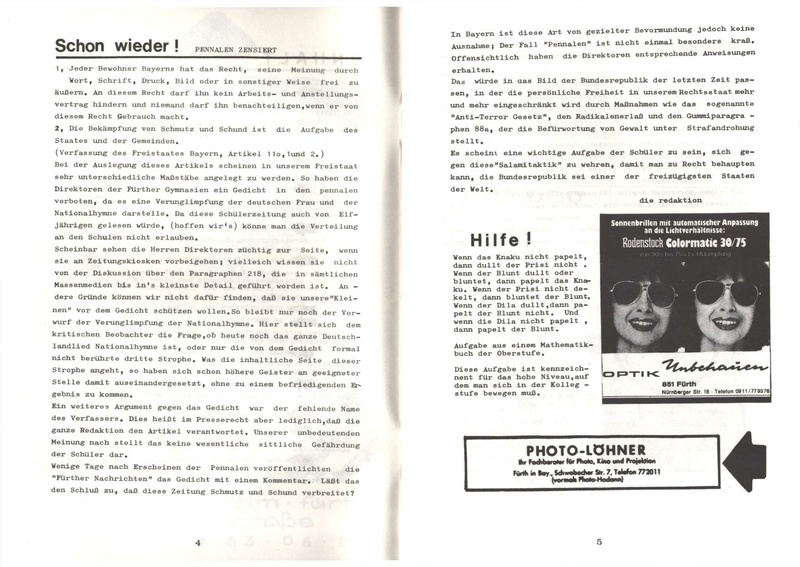 Schon wieder! PENNALEN ZENSIERT
1, Jeder Bewohner Bayerns hat das Recht, seine Meinung durch
Wort, Schrift, Druck, Bild oder in sonstiger Weise frei zu
äußern. An diesem Recht darf ihn kein Arbeits- und Anstellungs-
vertrag hindern und niemand darf ihn benachteiligen,wenn er von
diesem Recht Gebrauch macht.
2, Die Bekämpfung von Schmutz und Schund ist die Aufgabe des
Staates und der Gemeinden.
(Verfassung des Freistaates Bayern, Artikel 11o,1und 2.)
Bei der Auslegung dieses Artikels scheinen in unserem Freistaat
sehr unterschiedliche Maßstäbe angelegt zu werden. So haben die
Direktoren der Fürther Gymnasien ein Gedicht in den pennalen
verboten, da es eine Verunglimpfung der deutschen Frau und der
Nationalhymne darstelle. Da diese Schülerzeitung auch von Elf-
jährigen gelesen würde, (hoffen wir's) könne man die Verteilung
an den Schulen nicht erlauben.
Scheinbar sehen die Herren Direktoren züchtig zur Seite, wenn
sie an Zeitungskiosken vorbeigehen; vielleich wissen sie nicht
von der Discussion über den Paragraphen 218, die in sämtlichen
Massenmedien bis in's kleinste Detail geführt worden ist. An -
dere Gründe können wir nicht dafür finden, daß sie unsere"Klei-
nen" vor dem Gedicht schützen wollen.So bleibt nur noch der Vor-
wurf der Verunglimpfung der Nationalhymne. Hier stellt sich dem
kritischen Beobachter die Frage,ob heute noch das ganze Deutsch-
landlied Nationalhymne ist, oder nur die von dem Gedicht formal
nicht berührte dritte Strophe. Was die inhaltliche Seite dieser
Strophe angeht, so haben sich schon höhere Geister an geeigneter
Stelle damit auseinandergesetzt, ohne zu einem befriedigenden Er-
gebnis zu kommen.
Ein weiteres Argument gegen das Gedicht war der fehlende Name
des Verfassers. Dies heißt im Presserecht aber lediglich,daß die
ganze Redaktion den Artikel verantwortet. Unserer unbedeutenden
Meinung nach stellt das keine wesentliche sittliche Gefährdung
der Schüler dar.
Wenige Tage nach Erscheinen der Pennalen veröffentlichten die
"Fürther Nachrichten" das Gedicht mit einem Kommentar. Läßt das
den Schluß zu, daß diese Zeitung Schmutz und Schund verbreitet?
4
In Bayern ist diese Art von gezielter Bevormundung jedoch keine
Ausnahme; Der Fall "Pennalen" ist nicht einmal besonders kraß.
Offensichtlich haben die Direktoren entsprechende Anweisungen
erhalten.
Das würde in das Bild der Bundesrepublik der letzten Zeit pas-
sen, in der die persönliche Freiheit in unserem Rechtsstaat mehr
und mehr eingeschränkt wird durch Maßnahmen wie das sogenannte
"Anti-Terror Gesetz", den Radikalenerlaß und den Gummiparagra -
phen 88a, der die Befürwortung von Gewalt unter Strafandrohung
stellt.
Es scheint eine wichtige Aufgabe der Schüler zu sein, sich ge-
gen diese"Salamitaktik" zu wehren, damit man zu Recht behaupten
kann, die Bundesrepublik sei einer der freizügigsten Staaten
der Welt.
die redaktion
Hilfe!
Wenn das Knaku nicht papelt,
dann dullt der Prisi nicht .
Wenn der Blunt dullt oder
bluntet, dann papelt das Kna-
ku. Wenn der Prisi nicht de-
kelt, dann bluntet der Blunt.
Wenn der Dila dullt,dann pa-
pelt der Blunt nicht. Und
wenn die Dila nicht papelt ,
dann papelt der Blunt.
Aufgabe aus einem Mathematik-
buch der Oberstufe.
Diese Aufgabe ist kennzeich-
nent für das hohe Niveau,auf
dem man sich in der Kolleg -
stufe bewegen muß.
Sonnenbrillen mit automatischer Anpassung
an die Lichtverhältnisse:
Rodenstock Colormatic 30/75
OPTIK Unbehauen
851 Fürth
Nürnberger Str. 16 - Telefon 0911/779376
PHOTO-LÖHNER
Ihr Fachberater für Photo, Kino und Projektion
Fürth in Bay., Schwabacher Str. 7, Telefon 772011
(vormals Photo-Hodann)
5